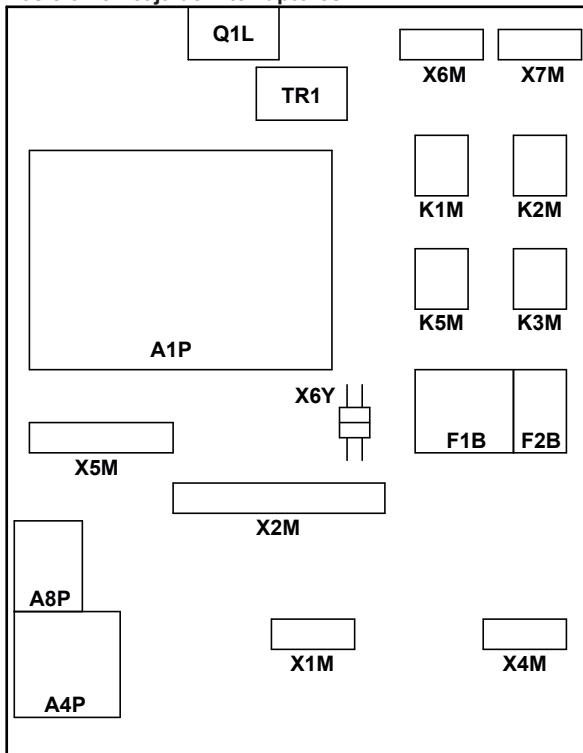 Q1L
X6M X7M
TR1
K1M K2M
K5M K3M
A1P
X6Y
F1B F2B
X5M
X2M
A8P
X1M X4M
A4P